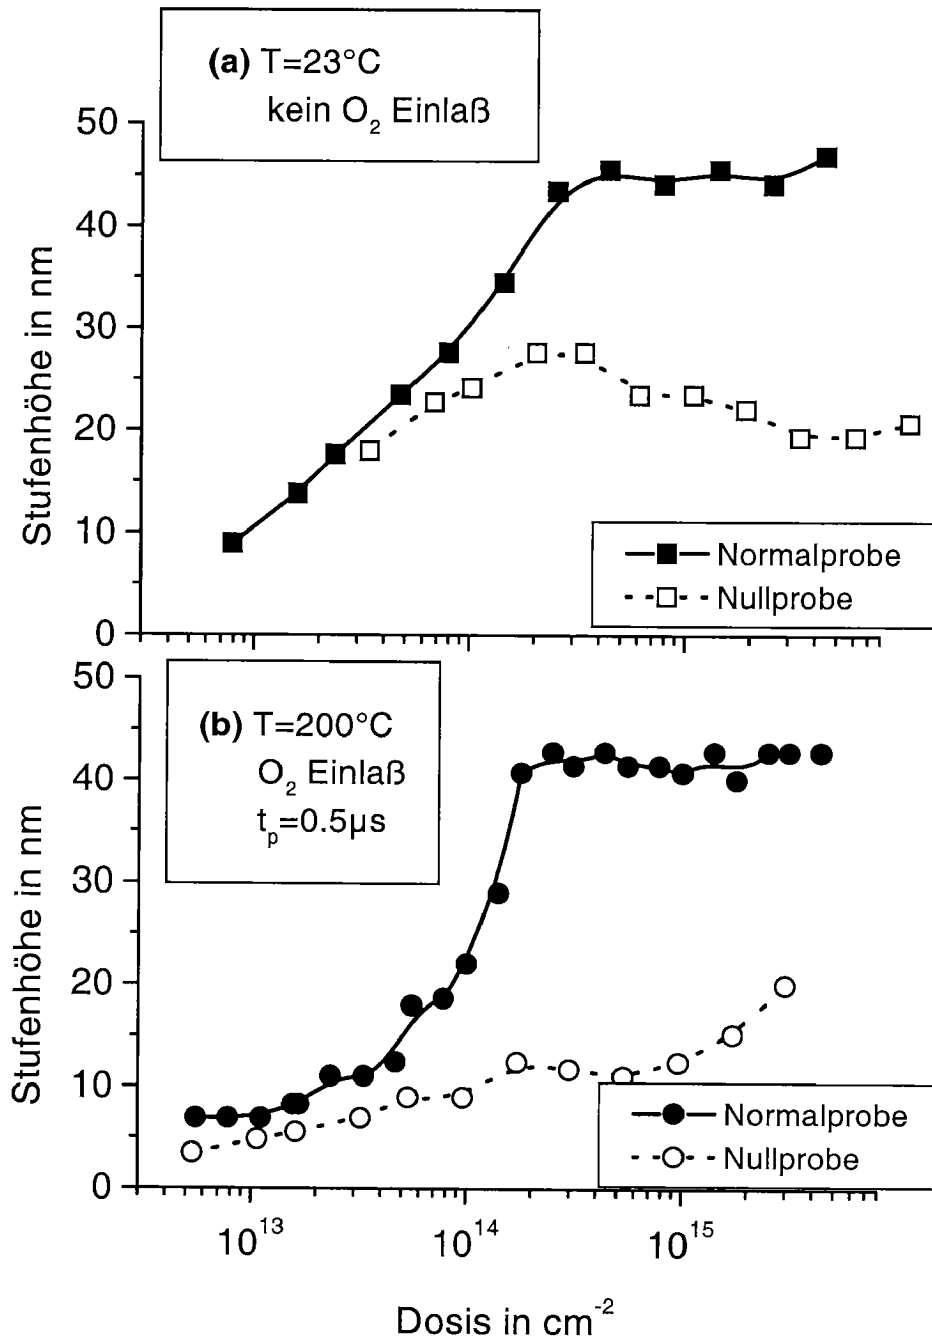 (a) T=23°C
kein O₂ Einlaß
50
40
30
20
10
0
Stufenhöhe in nm
Normalprobe
Nullprobe
(b) T=200°C
O₂ Einlaß
tₚ=0.5µs
50
40
30
20
10
0
Stufenhöhe in nm
Normalprobe
Nullprobe
10¹³ 10¹⁴ 10¹⁵
Dosis in cm⁻²